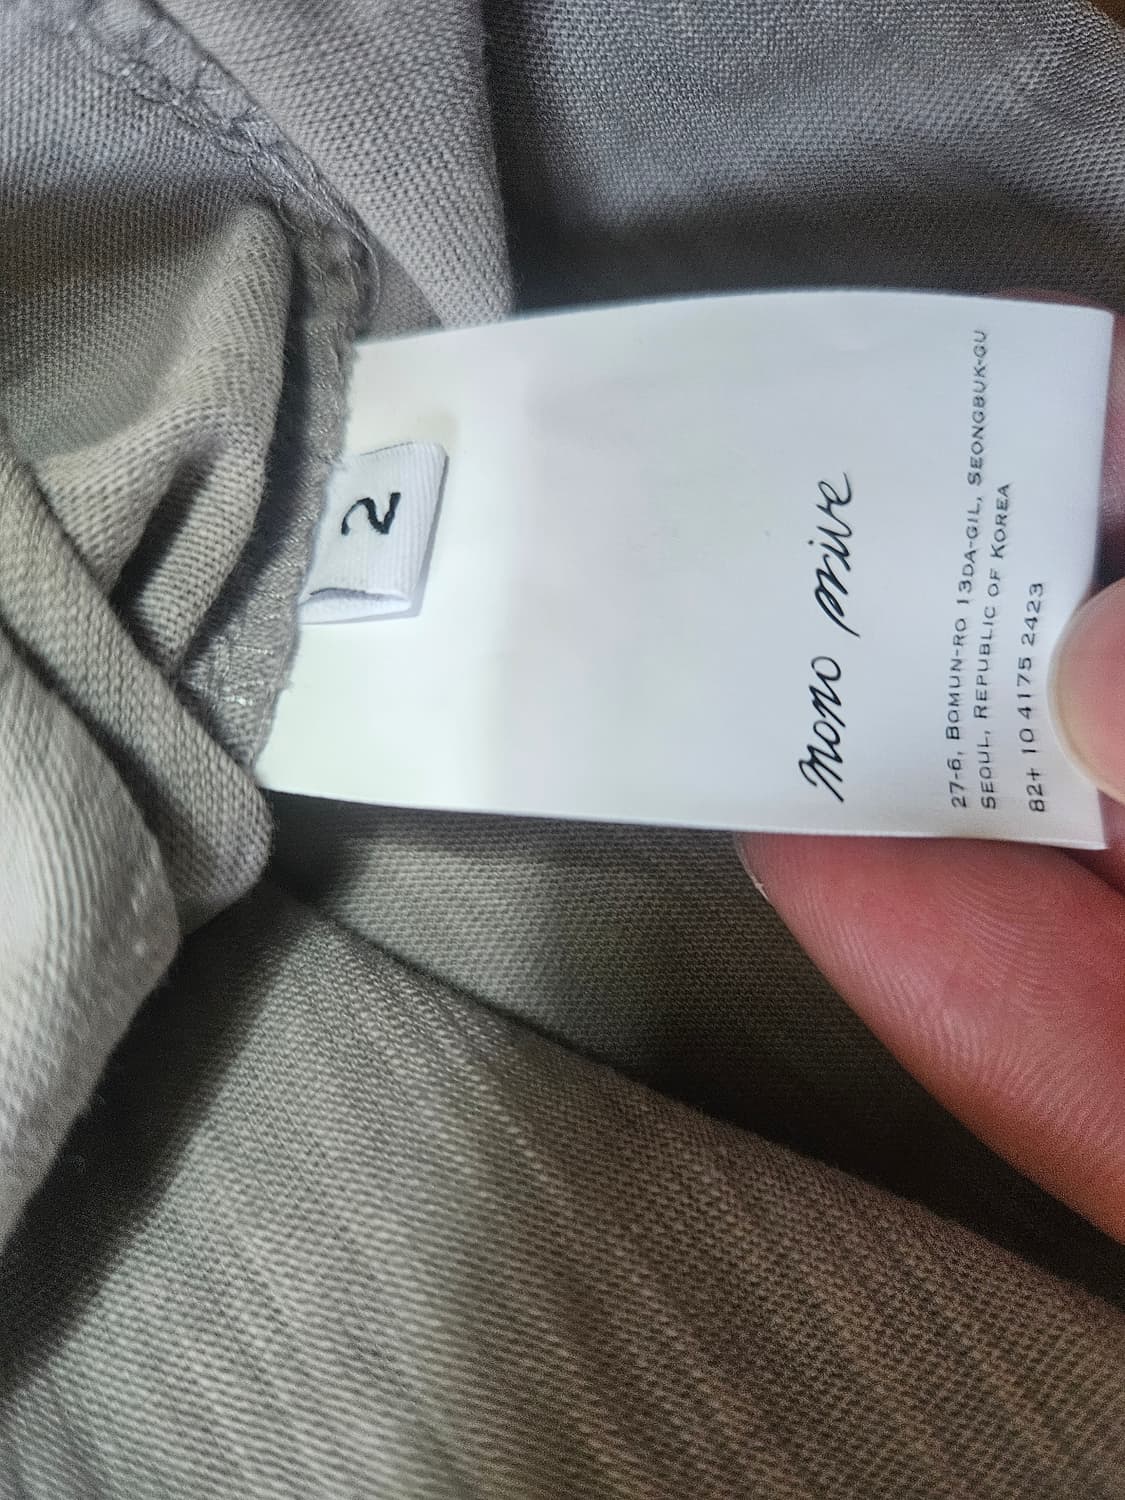 2
mono prive
27-6, BOMUN-RO 13DA-GIL, SEONGBUK-GU
SEOUL, REPUBLIC OF KOREA
82+ 10 4175 2423